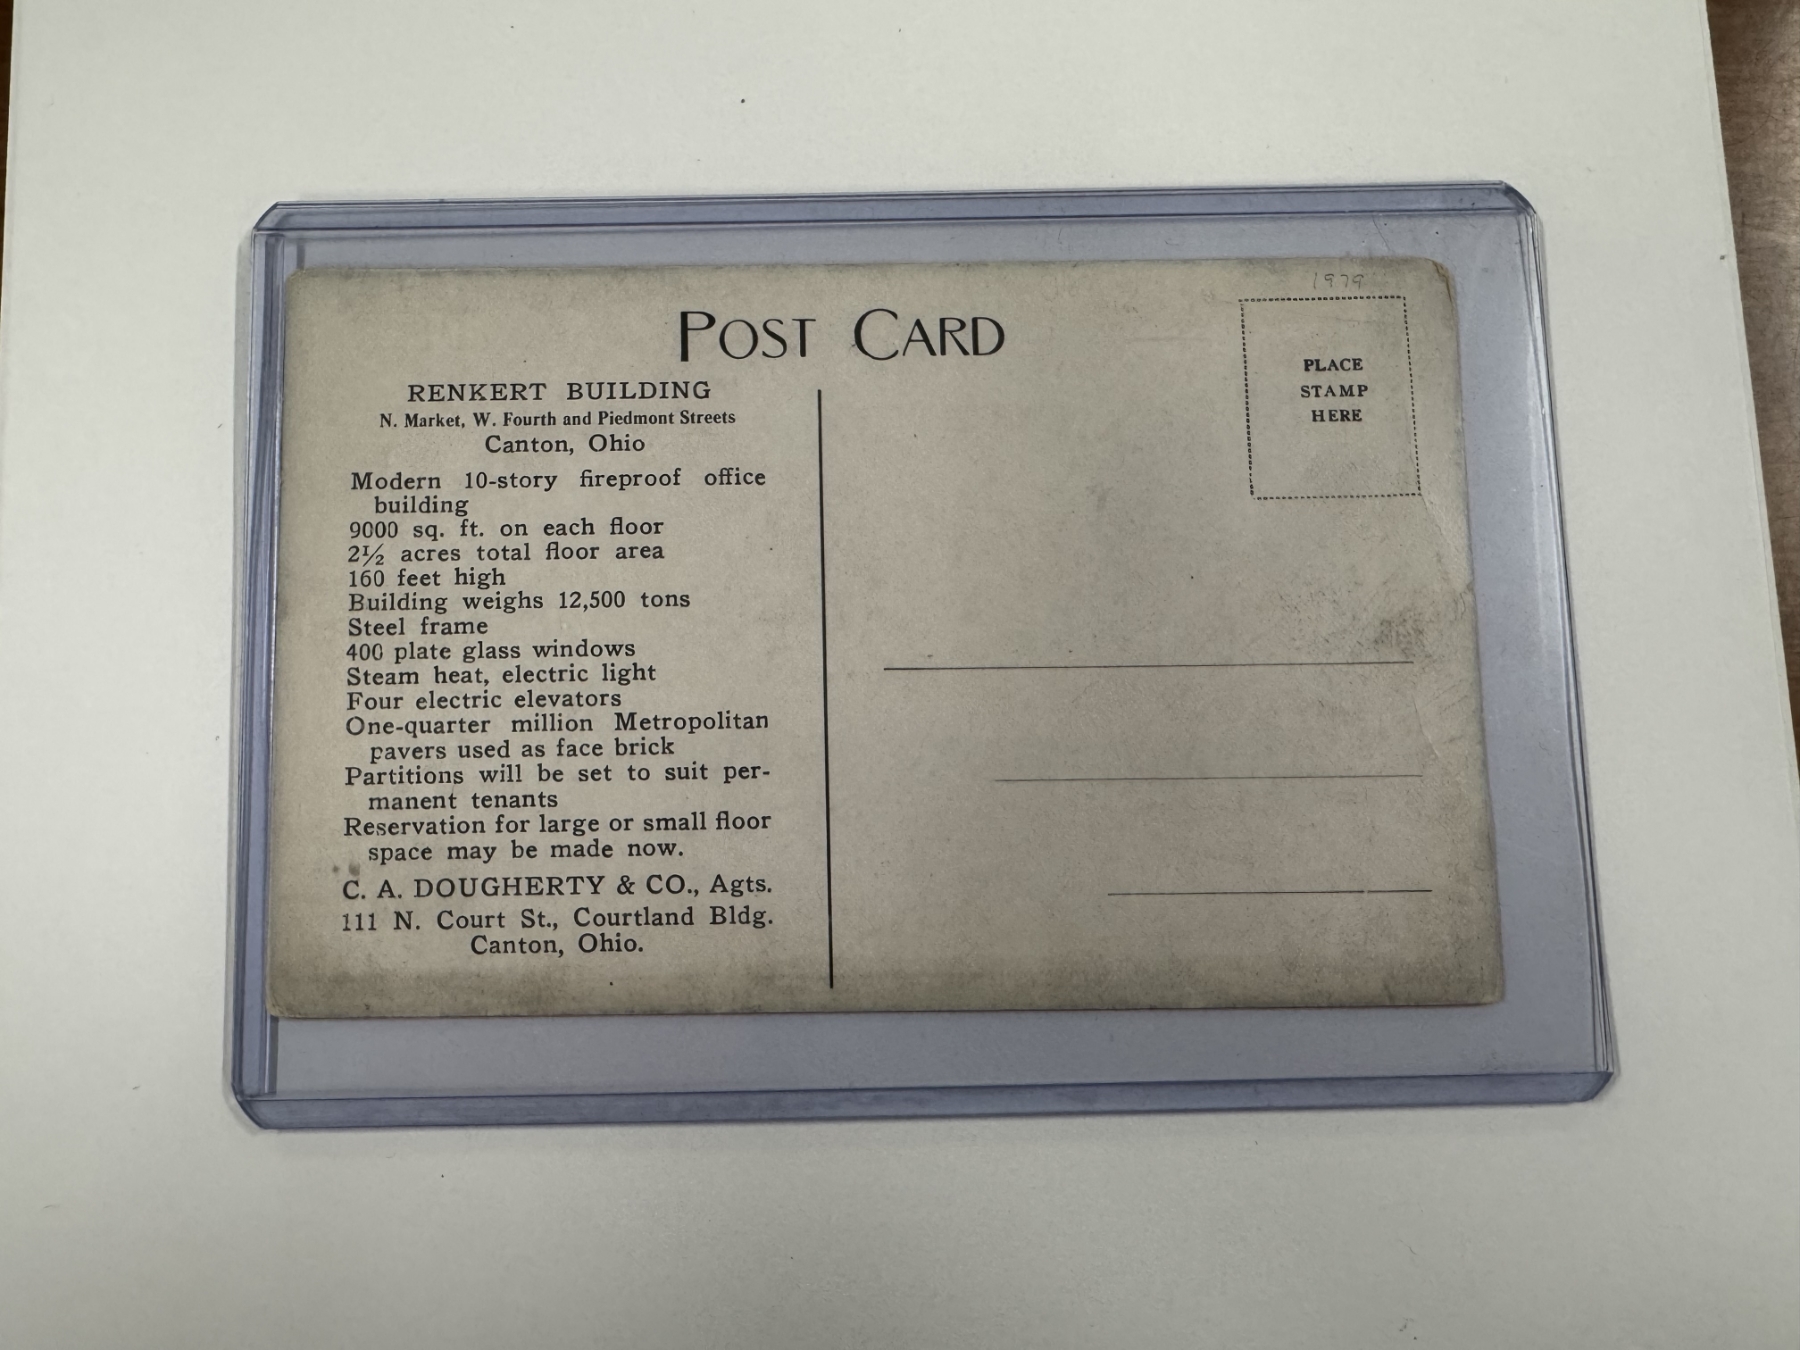 1979
POST CARD
RENKERT BUILDING
N. Market, W. Fourth and Piedmont Streets
Canton, Ohio
Modern 10-story fireproof office
building
9000 sq. ft. on each floor
2½ acres total floor area
160 feet high
Building weighs 12,500 tons
Steel frame
400 plate glass windows
Steam heat, electric light
Four electric elevators
One-quarter million Metropolitan
pavers used as face brick
Partitions will be set to suit per-
manent tenants
Reservation for large or small floor
space may be made now.
C. A. DOUGHERTY & CO., Agts.
111 N. Court St., Courtland Bldg.
Canton, Ohio.
PLACE
STAMP
HERE